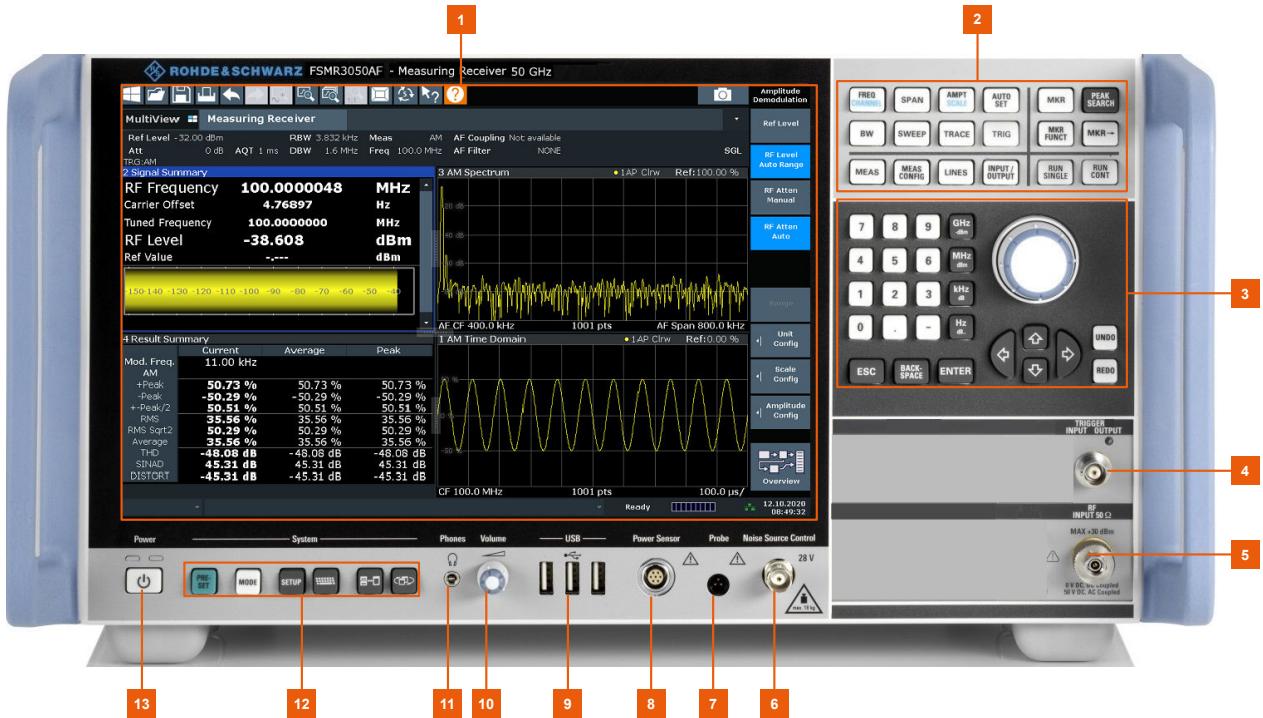 1
2
ROHDE&SCHWARZ FSMR3050AF - Measuring Receiver 50 GHz
Amplitude
Demodulation
MultiView Measuring Receiver
Ref Level -32.00 dBm RBW 3.832 kHz Meas AM AF Coupling Not available
Att 0 dB AQT 1 ms DBW 1.6 MHz Freq 100.0 MHz AF Filter NONE SGL
TRG:AM
2 Signal Summary
RF Frequency 100.0000048 MHz
Carrier Offset 4.76897 Hz
Tuned Frequency 100.0000000 MHz
RF Level -38.608 dBm
Ref Value -.--- dBm
-150 -140 -130 -120 -110 -100 -90 -80 -70 -60 -50 -40
3 AM Spectrum 1AP Clrw Ref:100.00 %
20 dB
40 dB
0 dB
AF CF 400.0 kHz 1001 pts AF Span 800.0 kHz
4 Result Summary
Current Average Peak
Mod. Freq. 11.00 kHz
AM
+Peak 50.73 % 50.73 % 50.73 %
-Peak -50.29 % -50.29 % -50.29 %
+-Peak/2 50.51 % 50.51 % 50.51 %
RMS 35.56 % 35.56 % 35.56 %
RMS Sqrt2 50.29 % 50.29 % 50.29 %
Average 35.56 % 35.56 % 35.56 %
THD -48.08 dB -48.08 dB -48.08 dB
SINAD 45.31 dB 45.31 dB 45.31 dB
DISTORT -45.31 dB -45.31 dB -45.31 dB
1 AM Time Domain 1AP Clrw Ref:0.00 %
50 %
0 %
-50 %
CF 100.0 MHz 1001 pts 100.0 µs/
Ready
12.10.2020
08:49:32
Ref Level
RF Level
Auto Range
RF Atten
Manual
RF Atten
Auto
Range
Unit
Config
Scale
Config
Amplitude
Config
Overview
FREQ
CHANNEL
SPAN
AMPT
SCALE
AUTO
SET
MKR
PEAK
SEARCH
BW
SWEEP
TRACE
TRIG
MKR
FUNCT
MKR→
MEAS
MEAS
CONFIG
LINES
INPUT/
OUTPUT
RUN
SINGLE
RUN
CONT
7 8 9 GHz
-dBm
4 5 6 MHz
dBm
1 2 3 kHz
dB
0 . - Hz
dB..
ESC
BACK-
SPACE
ENTER
UNDO
REDO
3
TRIGGER
INPUT OUTPUT
4
RF
INPUT 50 Ω
MAX +30 dBm
0 V DC, DC Coupled
50 V DC, AC Coupled
5
Power System Phones Volume USB Power Sensor Probe Noise Source Control
28 V
PRE-
SET
MODE
SETUP
max. 18 kg
13
12
11
10
9
8
7
6